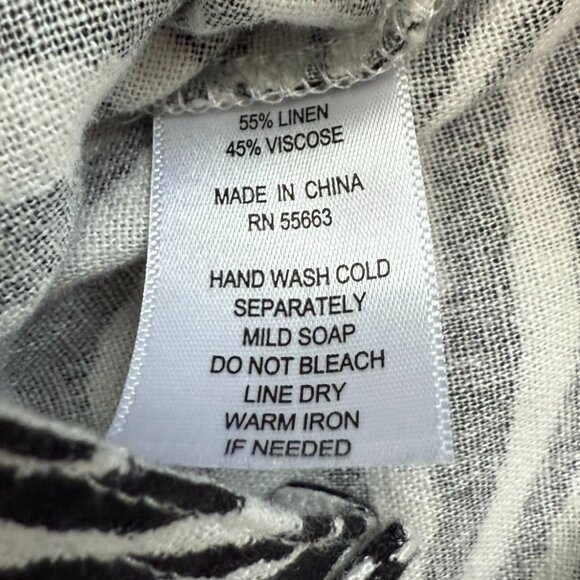 55% LINEN
45% VISCOSE
MADE IN CHINA
RN 55663
HAND WASH COLD
SEPARATELY
MILD SOAP
DO NOT BLEACH
LINE DRY
WARM IRON
IF NEEDED